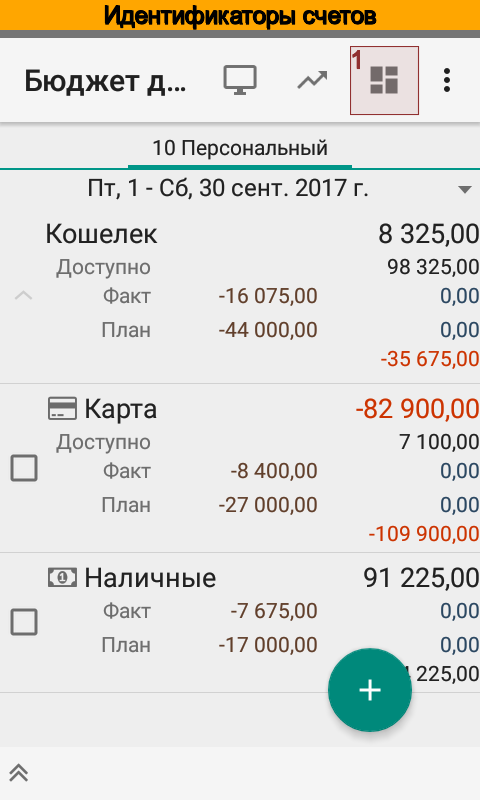 Идентификаторы счетов
Бюджет д...
1
10 Персональный
Пт, 1 - Сб, 30 сент. 2017 г.
Кошелек 8 325,00
Доступно 98 325,00
Факт -16 075,00 0,00
План -44 000,00 0,00
-35 675,00
Карта -82 900,00
Доступно 7 100,00
Факт -8 400,00 0,00
План -27 000,00 0,00
-109 900,00
Наличные 91 225,00
Факт -7 675,00 0,00
План -17 000,00 0,00
225,00